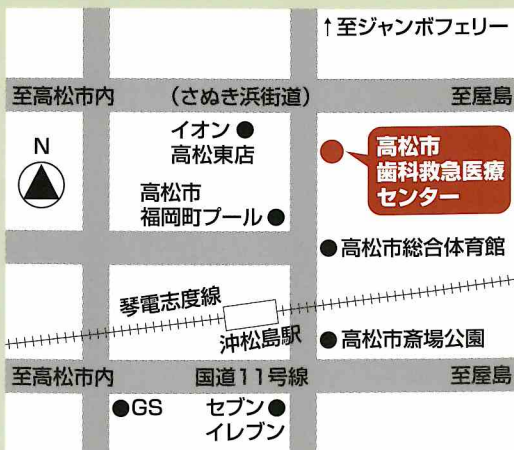 ↑至ジャンボフェリー
至高松市内
（さぬき浜街道）
至屋島
N
イオン
高松東店
高松市
歯科救急医療
センター
高松市
福岡町プール
高松市総合体育館
琴電志度線
沖松島駅
高松市斎場公園
至高松市内
国道11号線
至屋島
GS
セブン
イレブン